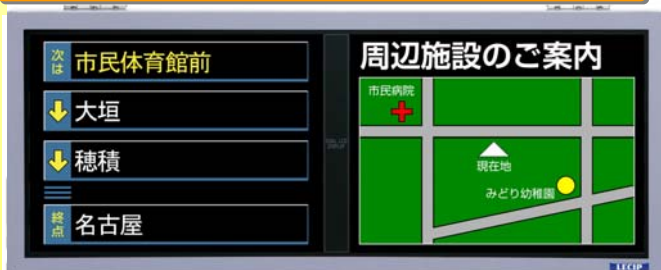 次は 市民体育館前
大垣
穂積
終点 名古屋
周辺施設のご案内
市民病院
現在地
みどり幼稚園
LECIP